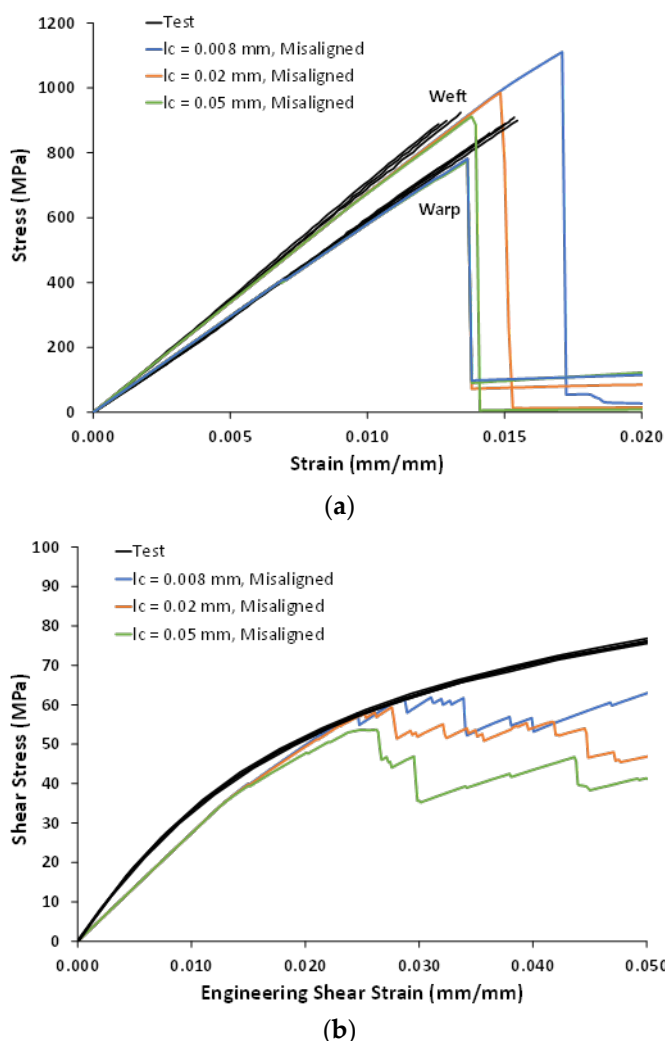 1200
1000
800
600
400
200
0
Stress (MPa)
Test
lc = 0.008 mm, Misaligned
lc = 0.02 mm, Misaligned
lc = 0.05 mm, Misaligned
Weft
Warp
0.000 0.005 0.010 0.015 0.020
Strain (mm/mm)
(a)
100
90
80
70
60
50
40
30
20
10
0
Shear Stress (MPa)
Test
lc = 0.008 mm, Misaligned
lc = 0.02 mm, Misaligned
lc = 0.05 mm, Misaligned
0.000 0.010 0.020 0.030 0.040 0.050
Engineering Shear Strain (mm/mm)
(b)